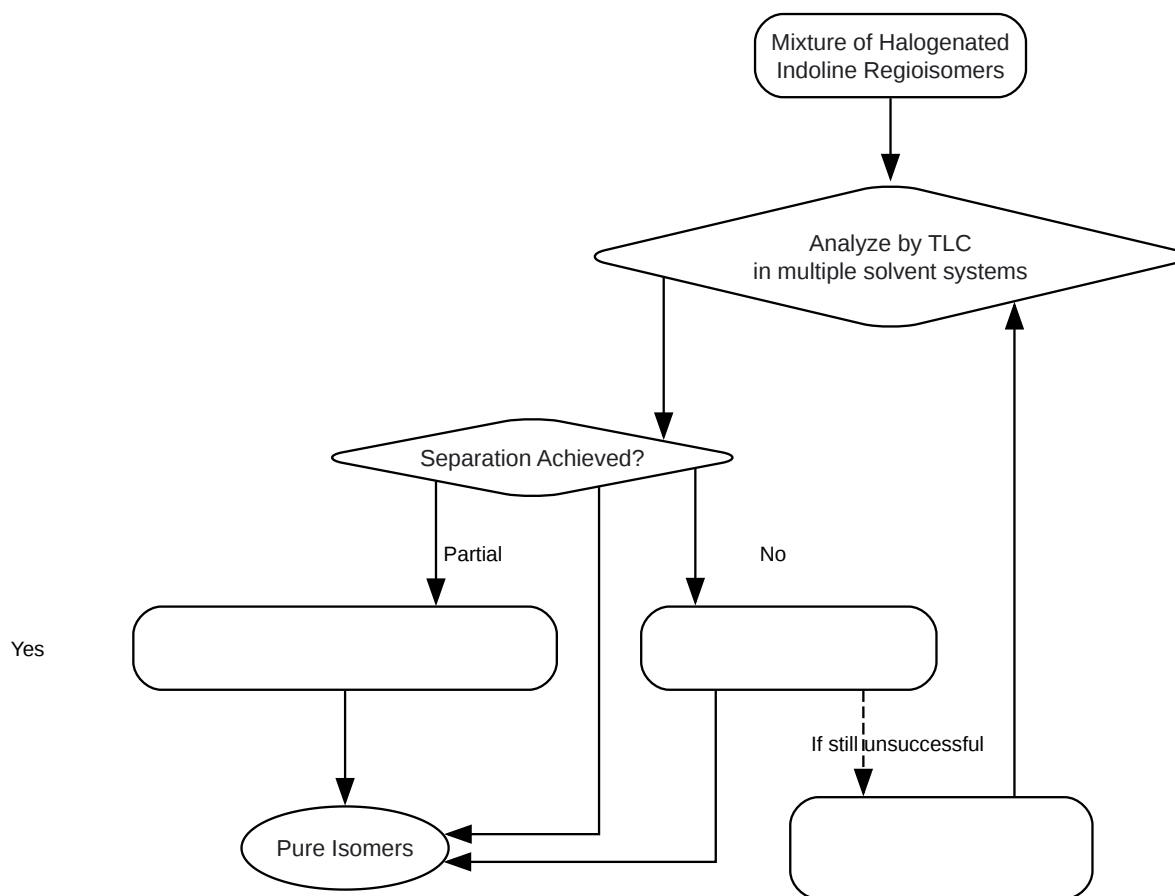 Mixture of Halogenated
Indoline Regioisomers
Analyze by TLC
in multiple solvent systems
Separation Achieved?
Partial
No
Yes
If still unsuccessful
Pure Isomers